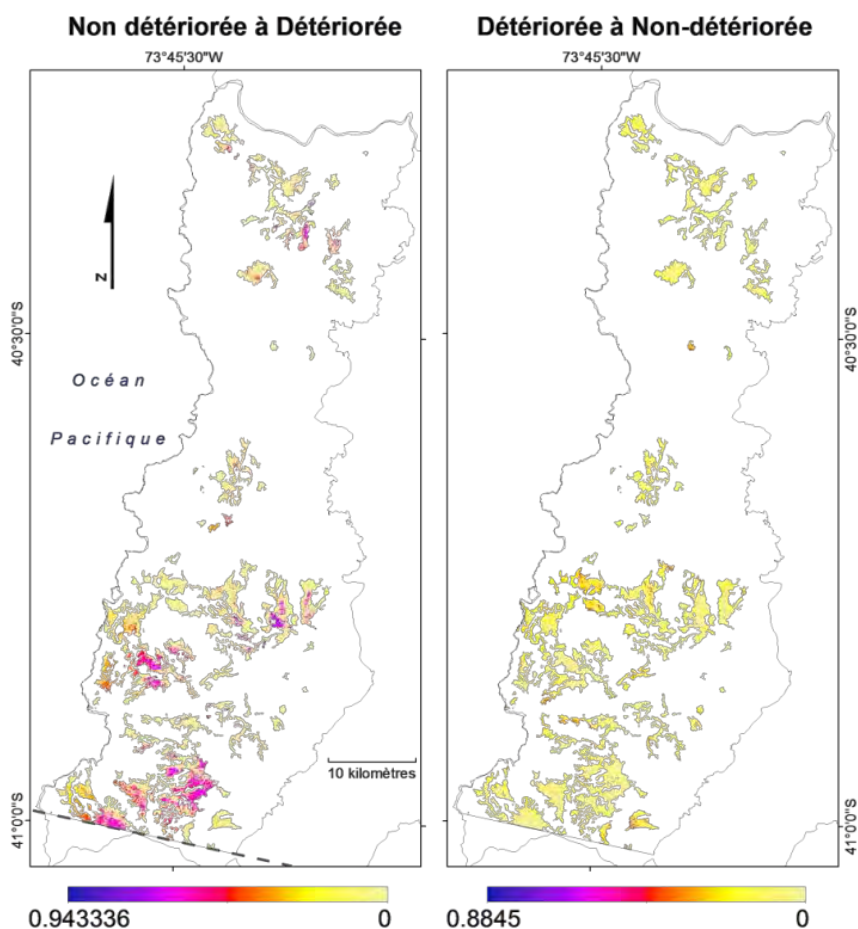 Non détériorée à Détériorée
Détériorée à Non-détériorée
73°45'30"W
73°45'30"W
N
40°30'0"S
40°30'0"S
Océan
Pacifique
10 kilomètres
41°0'0"S
41°0'0"S
0.943336
0
0.8845
0